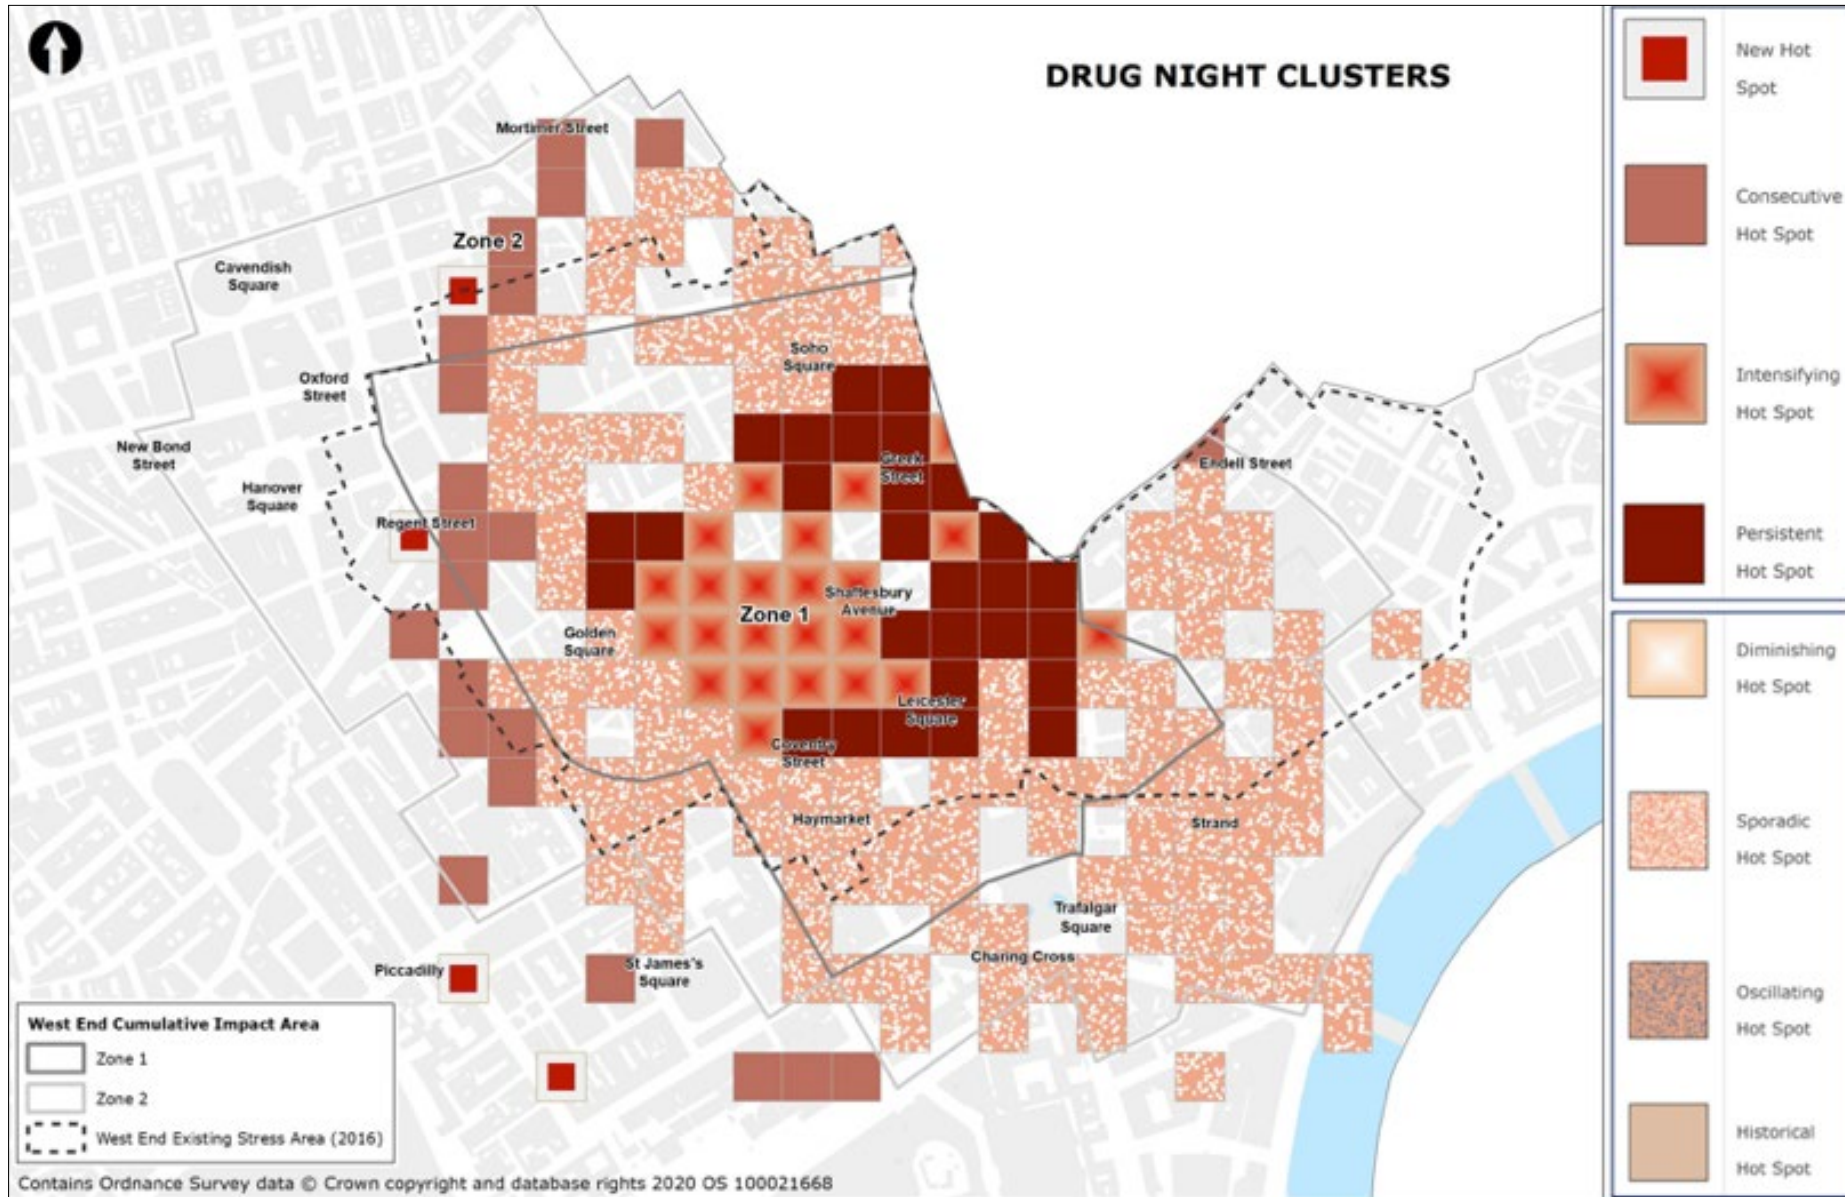 DRUG NIGHT CLUSTERS
Mortimer Street
Zone 2
Cavendish
Square
Soho
Square
Oxford
Street
New Bond
Street
Greek
Street
Endell Street
Hanover
Square
Regent Street
Shaftesbury
Avenue
Zone 1
Golden
Square
Leicester
Square
Coventry
Street
Haymarket
Strand
Trafalgar
Square
Charing Cross
Piccadilly
St James's
Square
West End Cumulative Impact Area
Zone 1
Zone 2
West End Existing Stress Area (2016)
Contains Ordnance Survey data © Crown copyright and database rights 2020 OS 100021668
New Hot
Spot
Consecutive
Hot Spot
Intensifying
Hot Spot
Persistent
Hot Spot
Diminishing
Hot Spot
Sporadic
Hot Spot
Oscillating
Hot Spot
Historical
Hot Spot